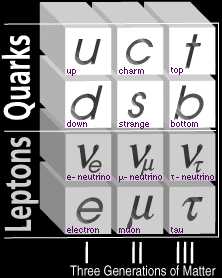 Quarks
u c t
up charm top
d s b
down strange bottom
Leptons
νe νμ ντ
e- neutrino μ- neutrino τ- neutrino
e μ τ
electron muon tau
I II III
Three Generations of Matter